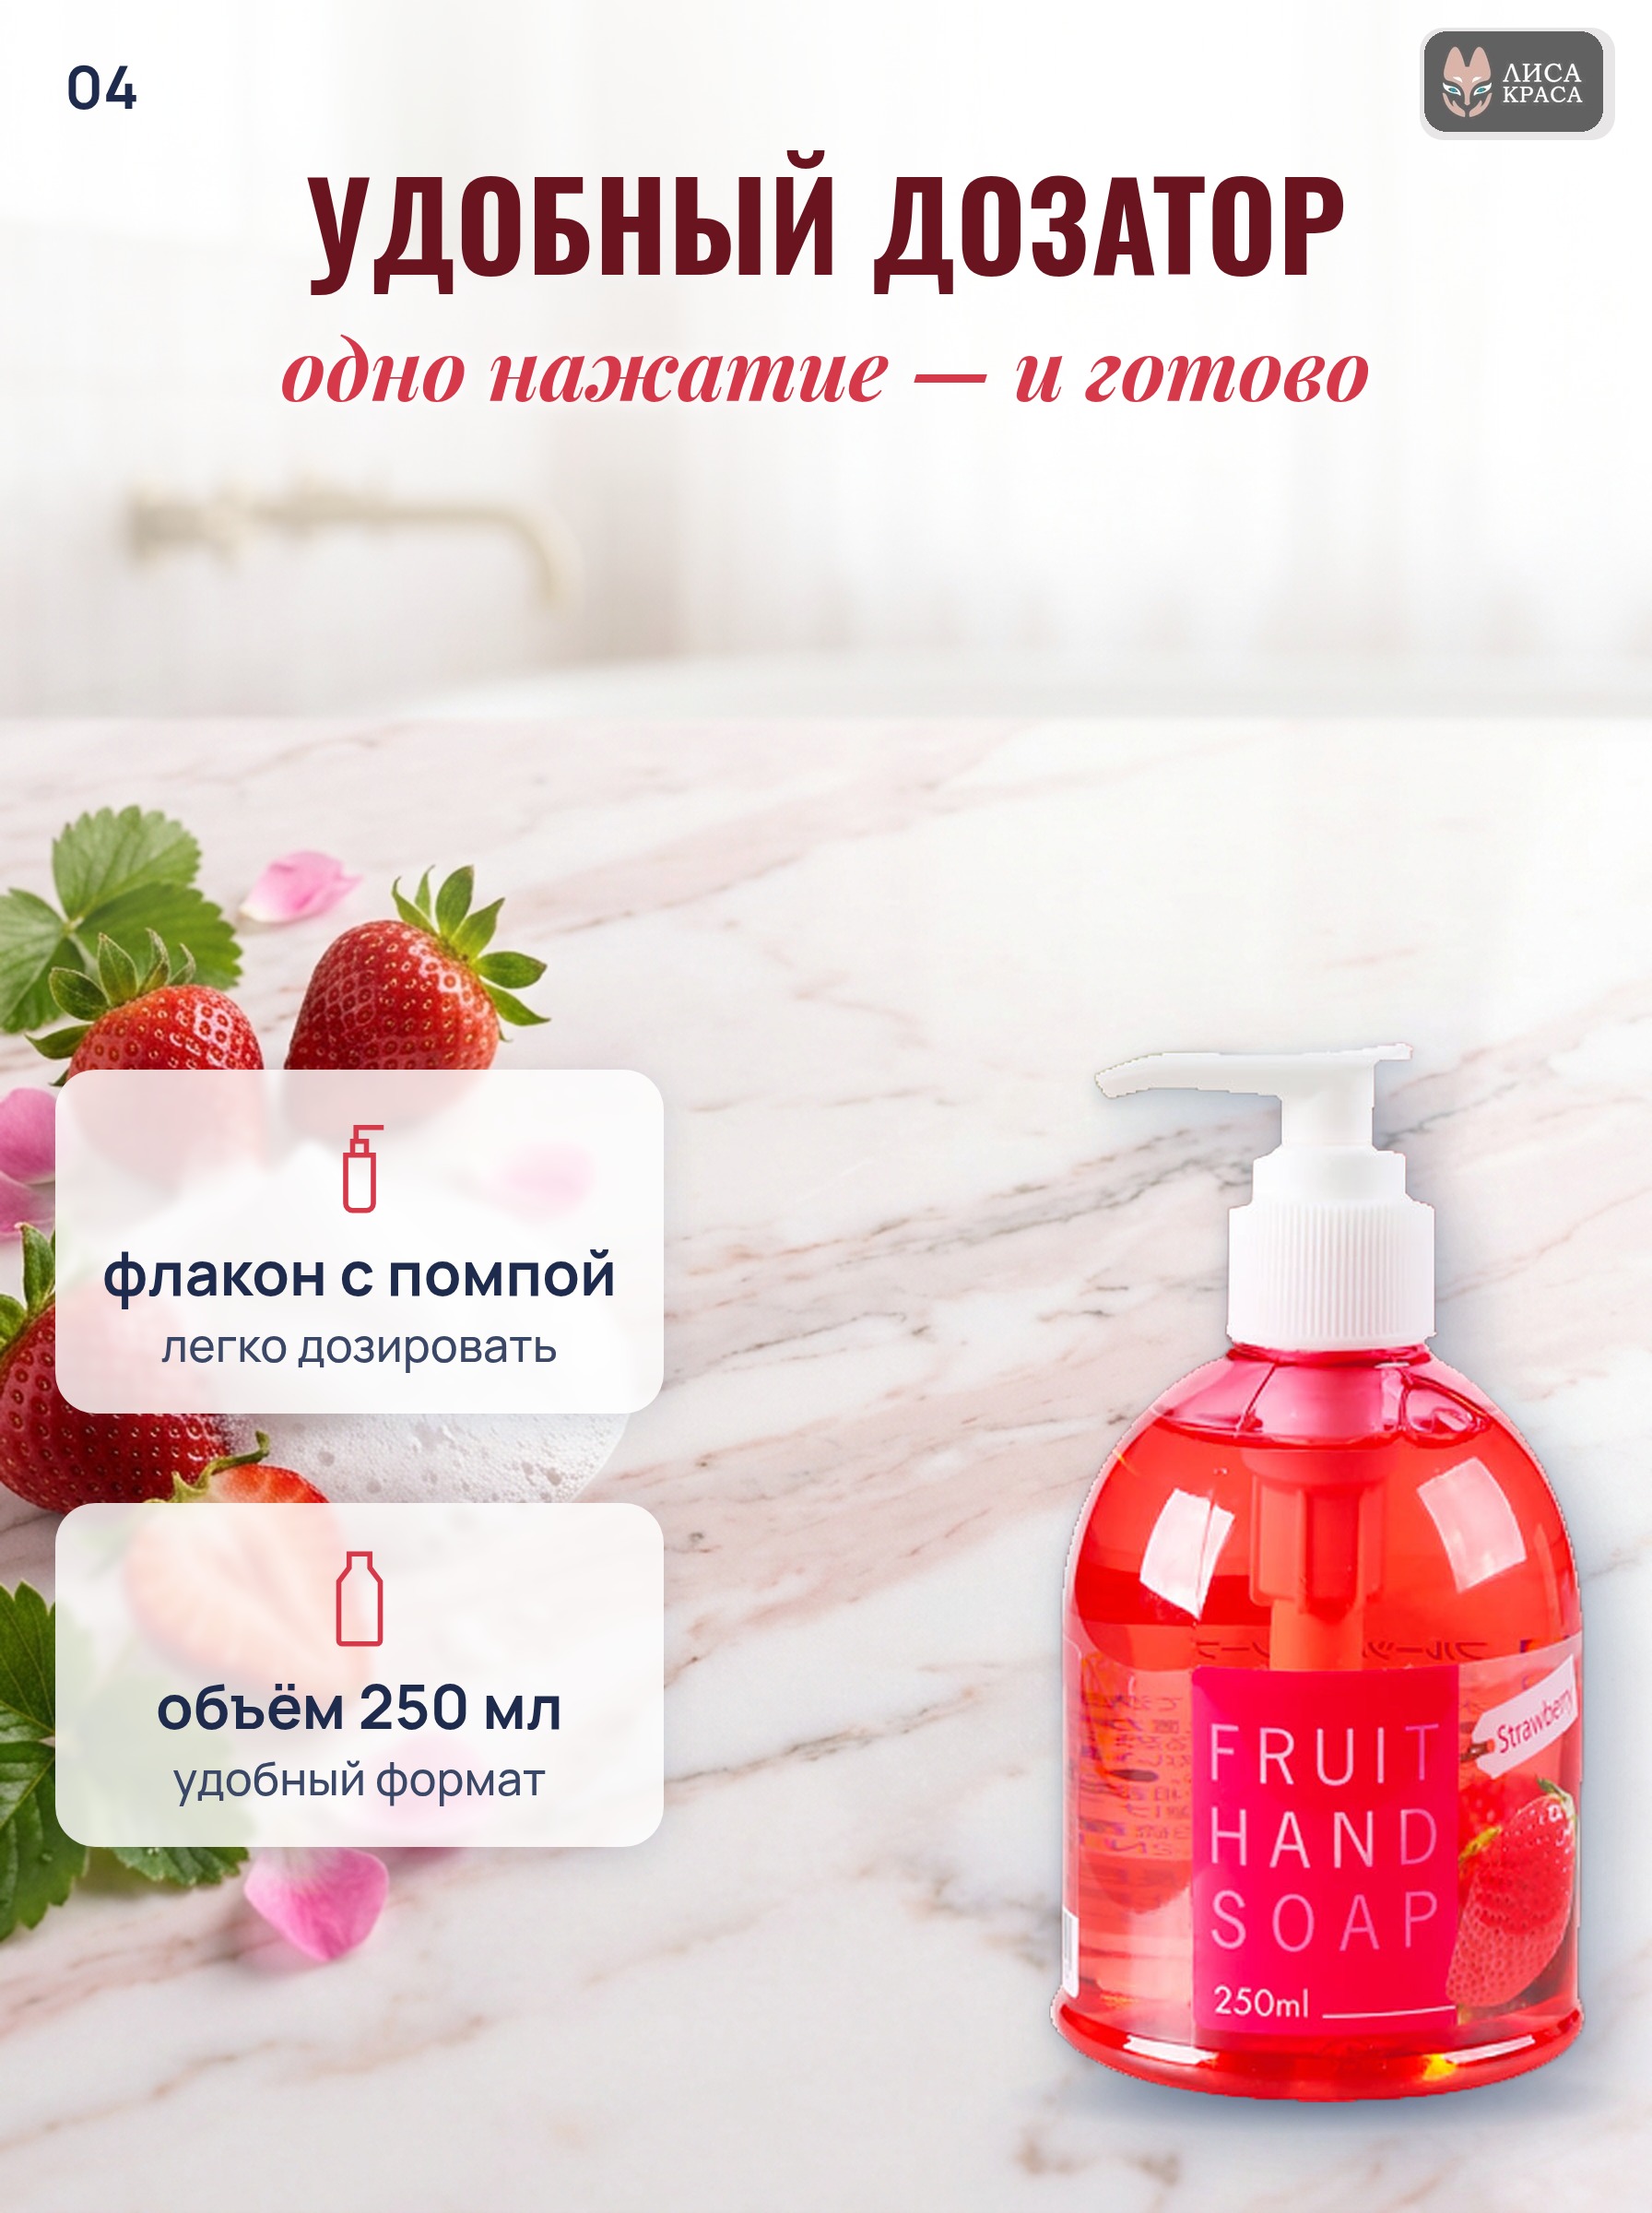 04
ЛИСА
КРАСА
УДОБНЫЙ ДОЗАТОР
одно нажатие — и готово
флакон с помпой
легко дозировать
объём 250 мл
удобный формат
Strawberry
FRUIT
HAND
SOAP
250ml